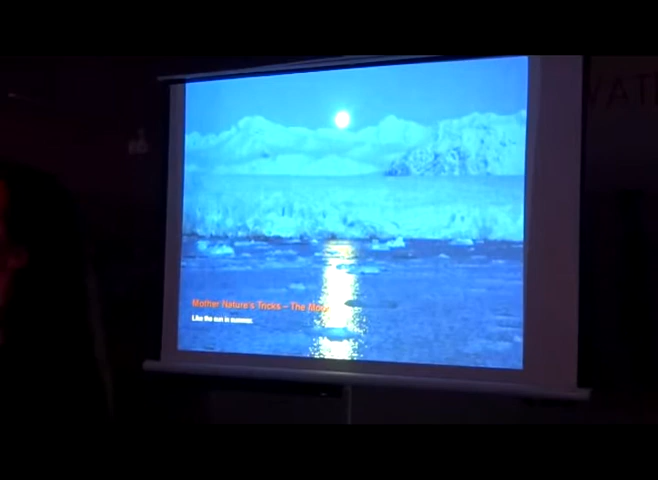 Mother Nature's Tricks – The Moon
Like the sun in summer.